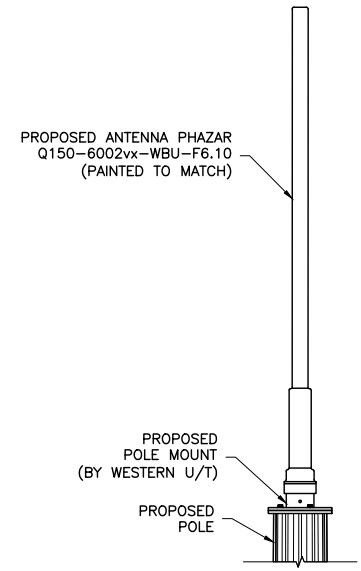 PROPOSED ANTENNA PHAZAR
Q150-6002vx-WBU-F6.10
(PAINTED TO MATCH)
PROPOSED
POLE MOUNT
(BY WESTERN U/T)
PROPOSED
POLE